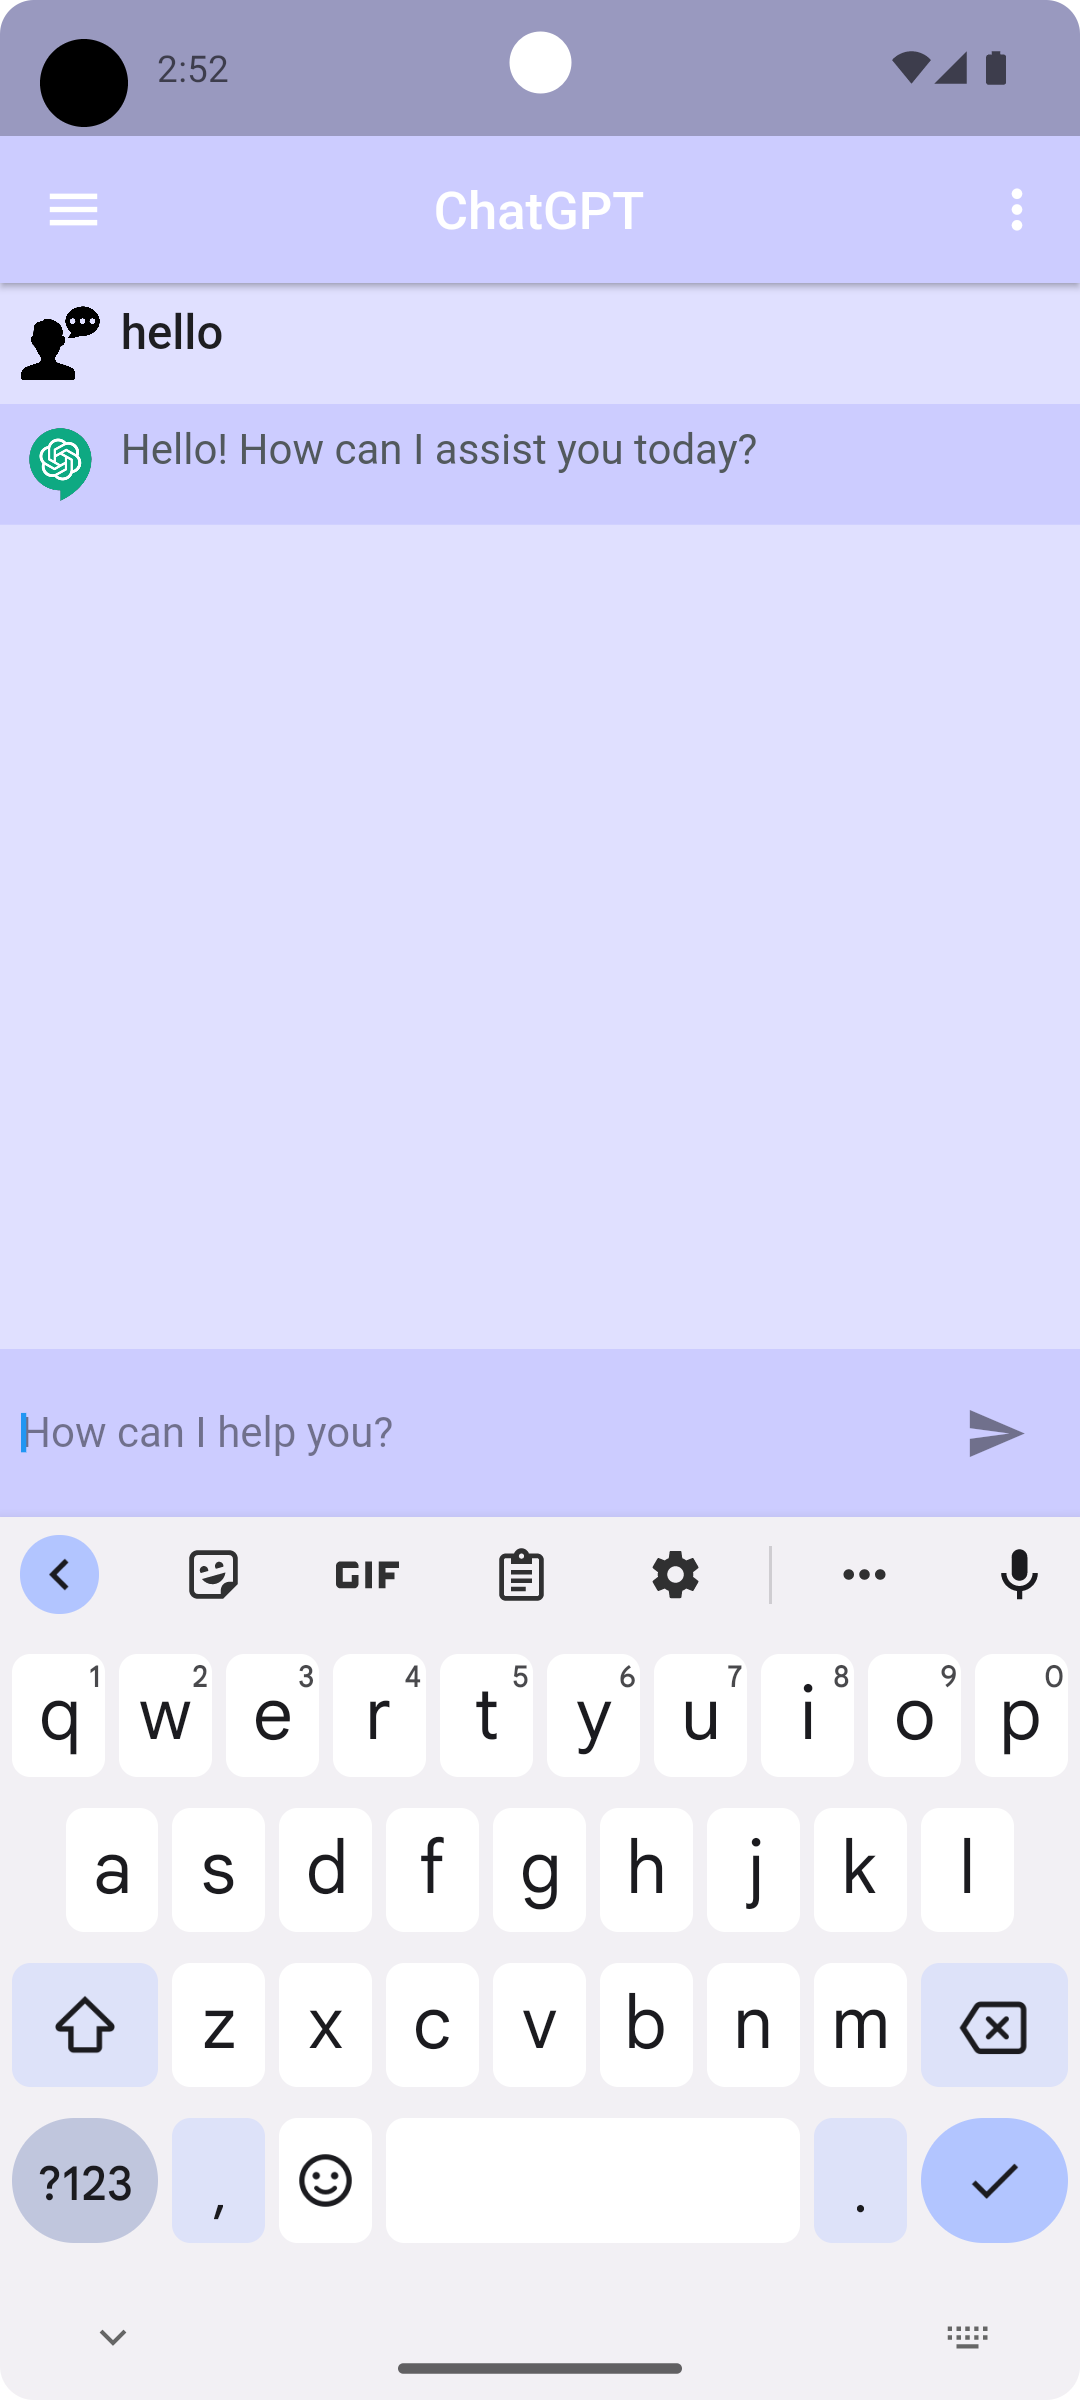 2:52
ChatGPT
hello
Hello! How can I assist you today?
How can I help you?
GIF
q 1 w 2 e 3 r 4 t 5 y 6 u 7 i 8 o 9 p 0
a s d f g h j k l
z x c v b n m
?123 , .